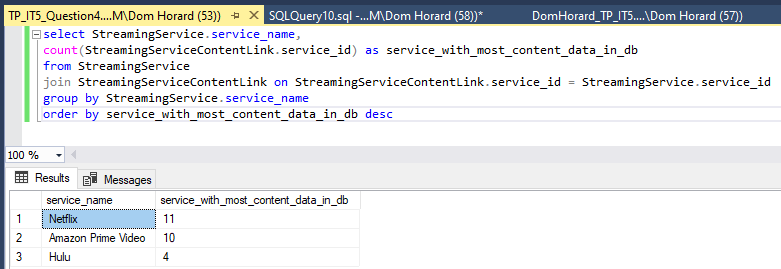 TP_IT5_Question4....M\Dom Horard (53)) SQLQuery10.sql -...M\Dom Horard (58))* DomHorard_TP_IT5....\Dom Horard (57))
select StreamingService.service_name,
count(StreamingServiceContentLink.service_id) as service_with_most_content_data_in_db
from StreamingService
join StreamingServiceContentLink on StreamingServiceContentLink.service_id = StreamingService.service_id
group by StreamingService.service_name
order by service_with_most_content_data_in_db desc
100 %
Results Messages
service_name service_with_most_content_data_in_db
1 Netflix 11
2 Amazon Prime Video 10
3 Hulu 4